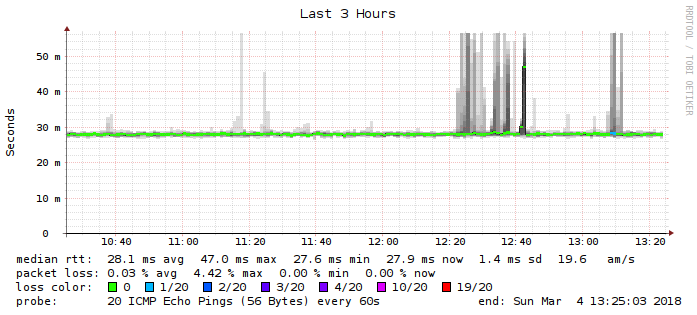 Last 3 Hours
RRDTOOL / TOBI OETIKER
Seconds
50 m
40 m
30 m
20 m
10 m
0
10:40 11:00 11:20 11:40 12:00 12:20 12:40 13:00 13:20
median rtt: 28.1 ms avg 47.0 ms max 27.6 ms min 27.9 ms now 1.4 ms sd 19.6 am/s
packet loss: 0.03 % avg 4.42 % max 0.00 % min 0.00 % now
loss color: 0 1/20 2/20 3/20 4/20 10/20 19/20
probe: 20 ICMP Echo Pings (56 Bytes) every 60s end: Sun Mar 4 13:25:03 2018